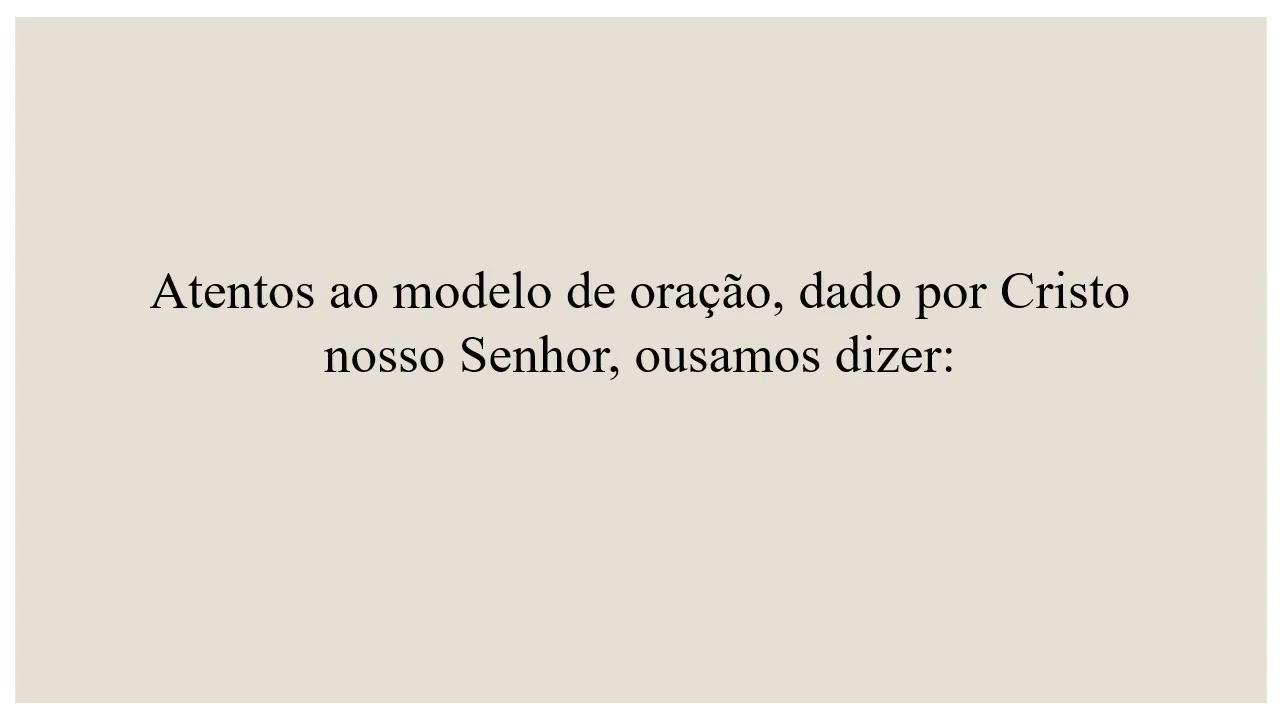 Atentos ao modelo de oração, dado por Cristo
nosso Senhor, ousamos dizer: